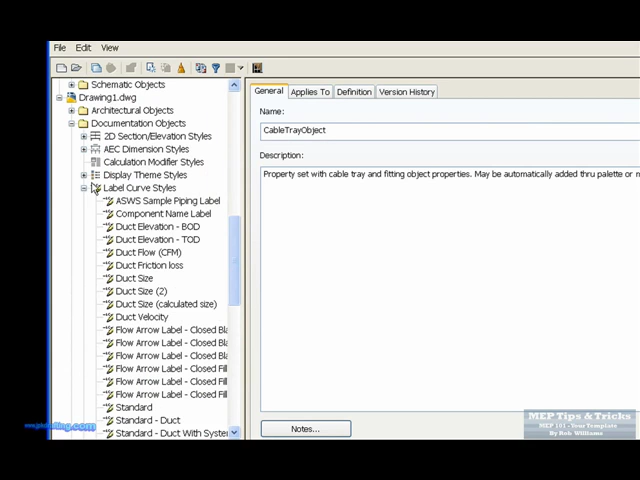 File Edit View
Schematic Objects
Drawing1.dwg
Architectural Objects
Documentation Objects
2D Section/Elevation Styles
AEC Dimension Styles
Calculation Modifier Styles
Display Theme Styles
Label Curve Styles
ASWS Sample Piping Label
Component Name Label
Duct Elevation - BOD
Duct Elevation - TOD
Duct Flow (CFM)
Duct Friction loss
Duct Size
Duct Size (2)
Duct Size (calculated size)
Duct Velocity
Flow Arrow Label - Closed Bla
Flow Arrow Label - Closed Bla
Flow Arrow Label - Closed Bla
Flow Arrow Label - Closed Fill
Flow Arrow Label - Closed Fill
Flow Arrow Label - Closed Fill
Standard
Standard - Duct
Standard - Duct With System
General Applies To Definition Version History
Name:
CableTrayObject
Description:
Property set with cable tray and fitting object properties. May be automatically added thru palette or
Notes...
MEP Tips & Tricks
MEP 101 - Your Template
By Rob Williams